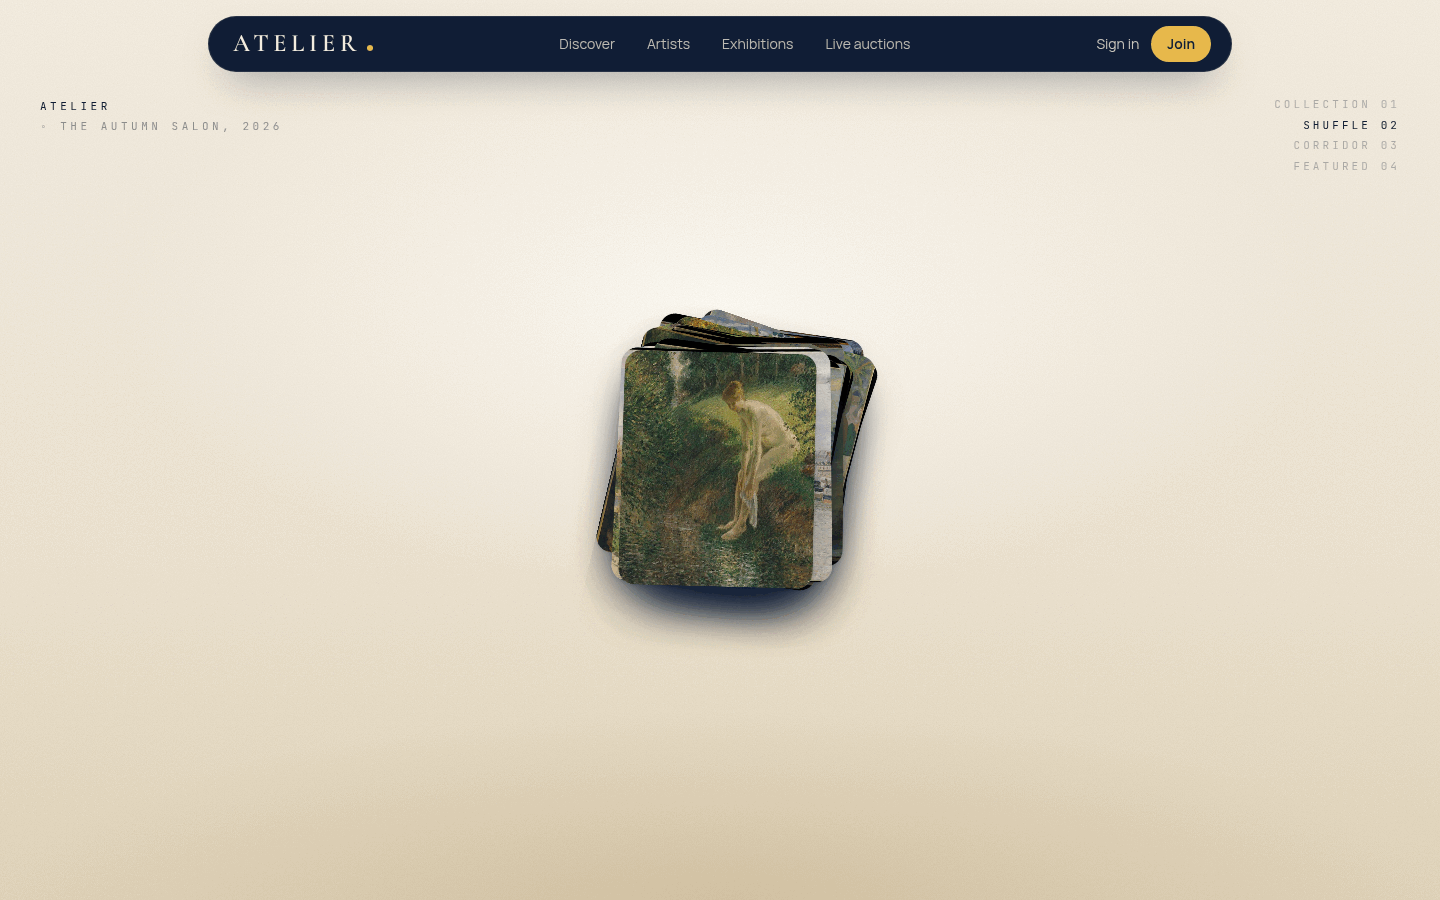 ATELIER.
Discover Artists Exhibitions Live auctions
Sign in Join
ATELIER
◦ THE AUTUMN SALON, 2026
COLLECTION 01
SHUFFLE 02
CORRIDOR 03
FEATURED 04